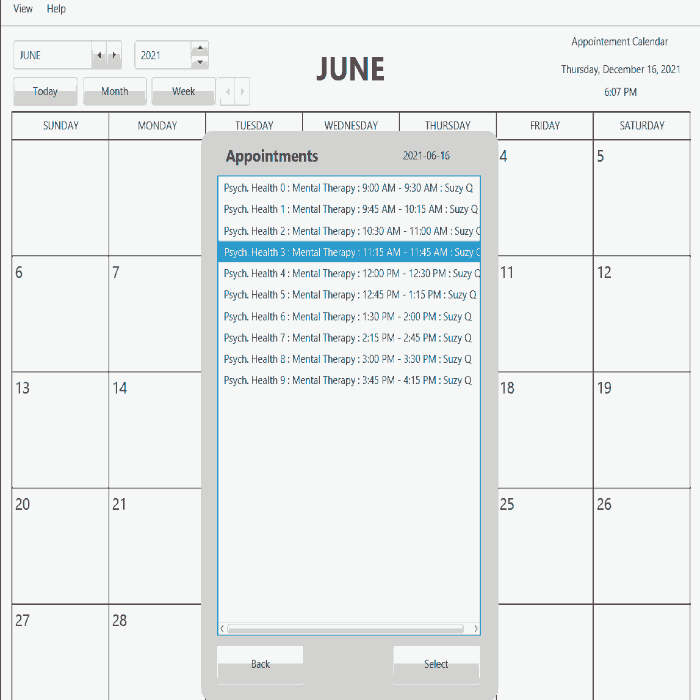 View Help
JUNE 2021
Today Month Week
JUNE
Appointement Calendar
Thursday, December 16, 2021
6:07 PM
SUNDAY MONDAY TUESDAY WEDNESDAY THURSDAY FRIDAY SATURDAY
Appointments 2021-06-16
Psych. Health 0 : Mental Therapy : 9:00 AM - 9:30 AM : Suzy Q
Psych. Health 1 : Mental Therapy : 9:45 AM - 10:15 AM : Suzy Q
Psych. Health 2 : Mental Therapy : 10:30 AM - 11:00 AM : Suzy Q
Psych. Health 3 : Mental Therapy : 11:15 AM - 11:45 AM : Suzy Q
Psych. Health 4 : Mental Therapy : 12:00 PM - 12:30 PM : Suzy Q
Psych. Health 5 : Mental Therapy : 12:45 PM - 1:15 PM : Suzy Q
Psych. Health 6 : Mental Therapy : 1:30 PM - 2:00 PM : Suzy Q
Psych. Health 7 : Mental Therapy : 2:15 PM - 2:45 PM : Suzy Q
Psych. Health 8 : Mental Therapy : 3:00 PM - 3:30 PM : Suzy Q
Psych. Health 9 : Mental Therapy : 3:45 PM - 4:15 PM : Suzy Q
Back Select
4 5
6 7 11 12
13 14 18 19
20 21 25 26
27 28